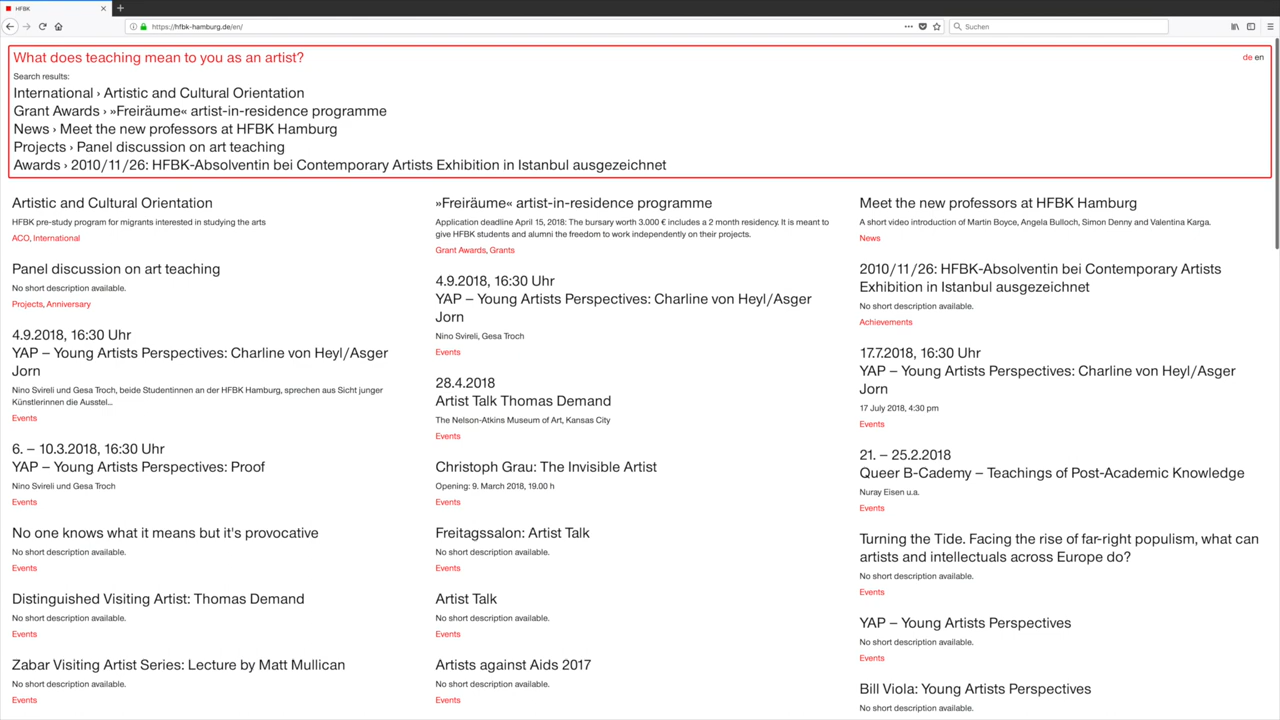 HFBK
https://hfbk-hamburg.de/en/
Suchen
What does teaching mean to you as an artist?
de en
Search results:
International › Artistic and Cultural Orientation
Grant Awards › »Freiräume« artist-in-residence programme
News › Meet the new professors at HFBK Hamburg
Projects › Panel discussion on art teaching
Awards › 2010/11/26: HFBK-Absolventin bei Contemporary Artists Exhibition in Istanbul ausgezeichnet
Artistic and Cultural Orientation
HFBK pre-study program for migrants interested in studying the arts
ACO, International
Panel discussion on art teaching
No short description available.
Projects, Anniversary
4.9.2018, 16:30 Uhr
YAP – Young Artists Perspectives: Charline von Heyl/Asger
Jorn
Nino Svireli und Gesa Troch, beide Studentinnen an der HFBK Hamburg, sprechen aus Sicht junger
Künstlerinnen die Ausstel...
Events
6. – 10.3.2018, 16:30 Uhr
YAP – Young Artists Perspectives: Proof
Nino Svireli und Gesa Troch
Events
No one knows what it means but it's provocative
No short description available.
Events
Distinguished Visiting Artist: Thomas Demand
No short description available.
Events
Zabar Visiting Artist Series: Lecture by Matt Mullican
No short description available.
Events
»Freiräume« artist-in-residence programme
Application deadline April 15, 2018: The bursary worth 3.000 € includes a 2 month residency. It is meant to
give HFBK students and alumni the freedom to work independently on their projects.
Grant Awards, Grants
4.9.2018, 16:30 Uhr
YAP – Young Artists Perspectives: Charline von Heyl/Asger
Jorn
Nino Svireli, Gesa Troch
Events
28.4.2018
Artist Talk Thomas Demand
The Nelson-Atkins Museum of Art, Kansas City
Events
Christoph Grau: The Invisible Artist
Opening: 9. March 2018, 19.00 h
Events
Freitagssalon: Artist Talk
No short description available.
Events
Artist Talk
No short description available.
Events
Artists against Aids 2017
No short description available.
Events
Meet the new professors at HFBK Hamburg
A short video introduction of Martin Boyce, Angela Bulloch, Simon Denny and Valentina Karga.
News
2010/11/26: HFBK-Absolventin bei Contemporary Artists
Exhibition in Istanbul ausgezeichnet
No short description available.
Achievements
17.7.2018, 16:30 Uhr
YAP – Young Artists Perspectives: Charline von Heyl/Asger
Jorn
17 July 2018, 4:30 pm
Events
21. – 25.2.2018
Queer B-Cademy – Teachings of Post-Academic Knowledge
Nuray Eisen u.a.
Events
Turning the Tide. Facing the rise of far-right populism, what can
artists and intellectuals across Europe do?
No short description available.
Events
YAP – Young Artists Perspectives
No short description available.
Events
Bill Viola: Young Artists Perspectives
No short description available.